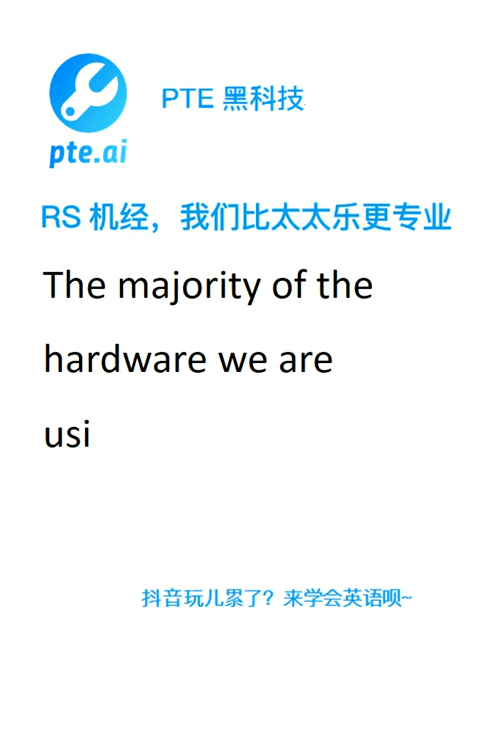 pte.ai
PTE 黑科技
RS 机经，我们比太太乐更专业
The majority of the
hardware we are
usi
抖音玩儿累了？来学会英语呗~